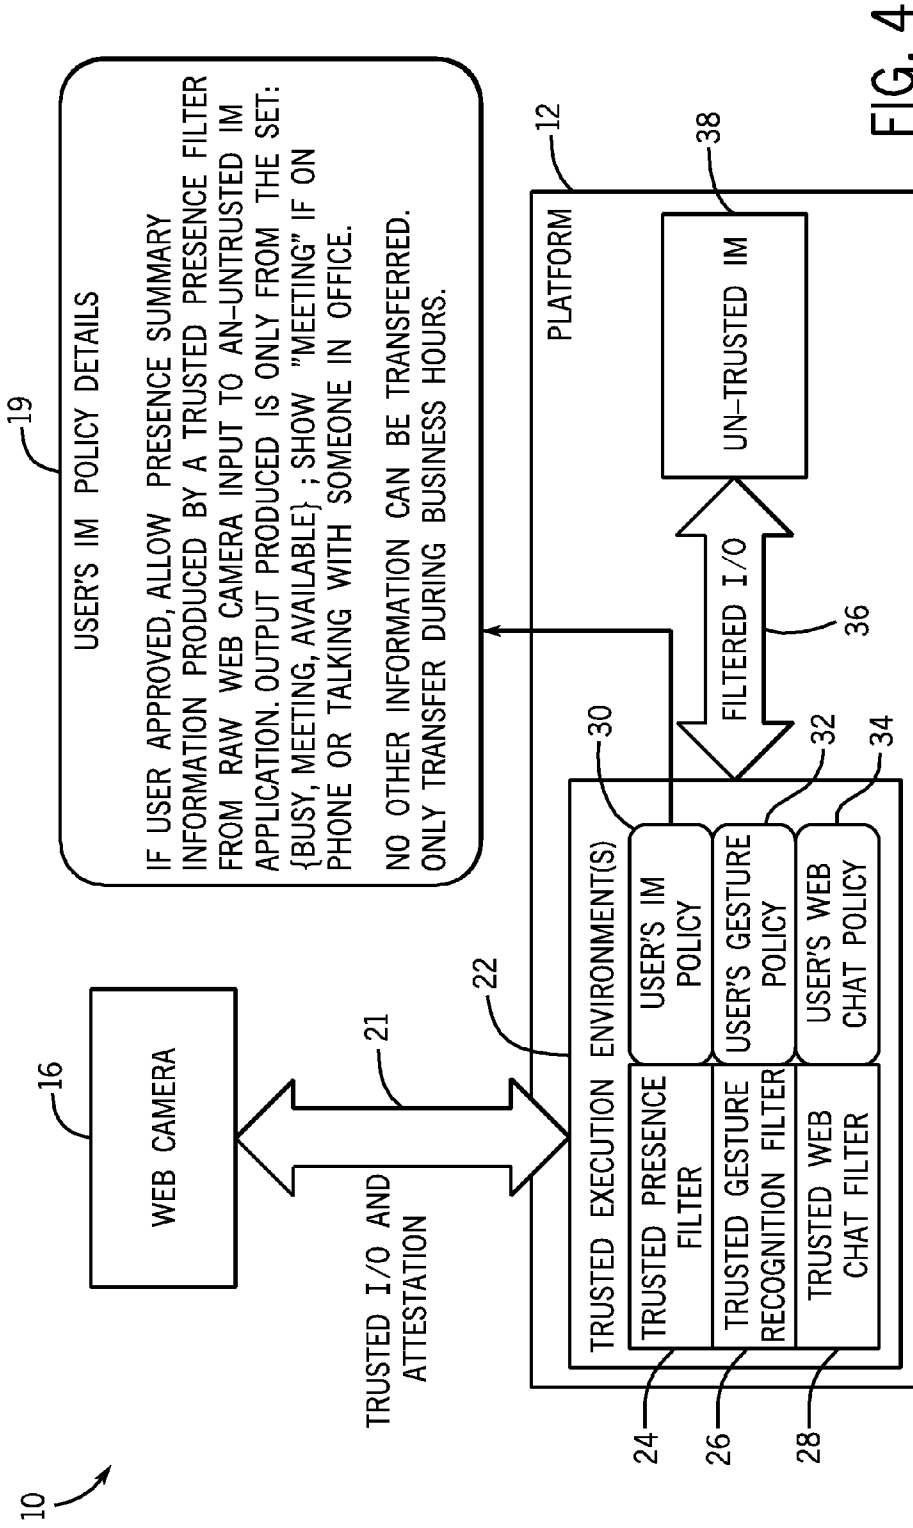 10
16
WEB CAMERA
TRUSTED I/O AND
ATTESTATION
21
19
USER'S IM POLICY DETAILS
IF USER APPROVED, ALLOW PRESENCE SUMMARY
INFORMATION PRODUCED BY A TRUSTED PRESENCE FILTER
FROM RAW WEB CAMERA INPUT TO AN-UNTRUSTED IM
APPLICATION. OUTPUT PRODUCED IS ONLY FROM THE SET:
{BUSY, MEETING, AVAILABLE} ; SHOW "MEETING" IF ON
PHONE OR TALKING WITH SOMEONE IN OFFICE.
NO OTHER INFORMATION CAN BE TRANSFERRED.
ONLY TRANSFER DURING BUSINESS HOURS.
22
TRUSTED EXECUTION ENVIRONMENT(S)
24
TRUSTED PRESENCE
FILTER
USER'S IM
POLICY
30
26
TRUSTED GESTURE
RECOGNITION FILTER
USER'S GESTURE
POLICY
32
28
TRUSTED WEB
CHAT FILTER
USER'S WEB
CHAT POLICY
34
FILTERED I/O
36
PLATFORM
12
UN-TRUSTED IM
38
FIG. 4